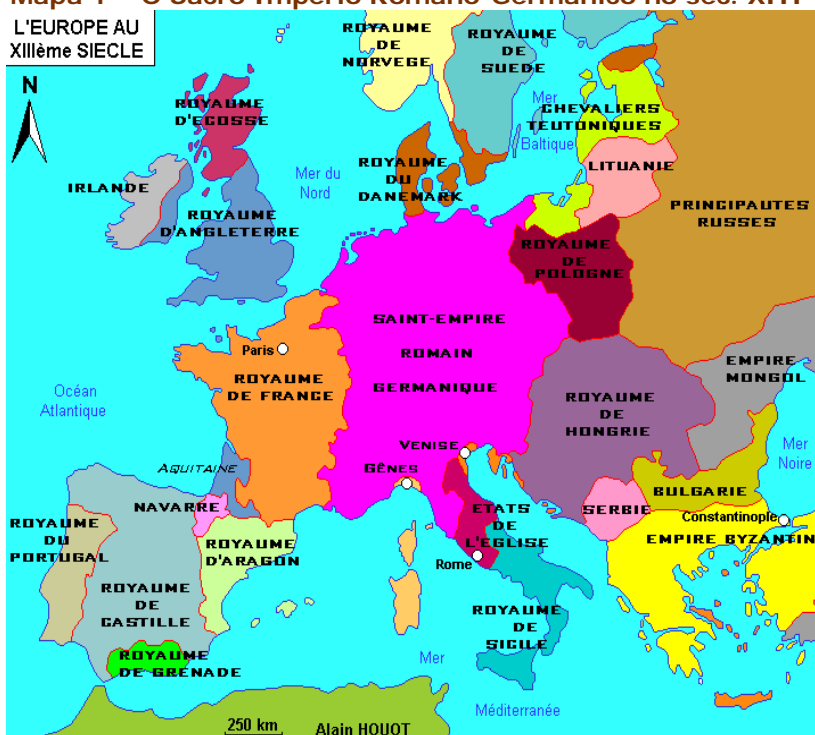 Mapa 1 – O Sacro Império Romano Germânico no séc. XIII
L'EUROPE AU
XIIIème SIECLE
N
ROYAUME
DE
NORVEGE
ROYAUME
DE
SUEDE
Mer
Baltique
CHEVALIERS
TEUTONIQUES
ROYAUME
D'ECOSSE
Mer du
Nord
ROYAUME
DU
DANEMARK
LITUANIE
IRLANDE
ROYAUME
D'ANGLETERRE
PRINCIPAUTES
RUSSES
ROYAUME
DE
POLOGNE
SAINT-EMPIRE
ROMAIN
GERMANIQUE
Paris
ROYAUME
DE FRANCE
EMPIRE
MONGOL
Océan
Atlantique
ROYAUME
DE
HONGRIE
VENISE
Mer
Noire
AQUITAINE
GÊNES
BULGARIE
NAVARRE
ETATS
DE
L'EGLISE
SERBIE
Constantinople
ROYAUME
DU
PORTUGAL
ROYAUME
D'ARAGON
EMPIRE BYZANTIN
Rome
ROYAUME
DE
CASTILLE
ROYAUME
DE
SICILE
ROYAUME
DE GRENADE
Mer
Méditerranée
250 km
Alain HOUOT